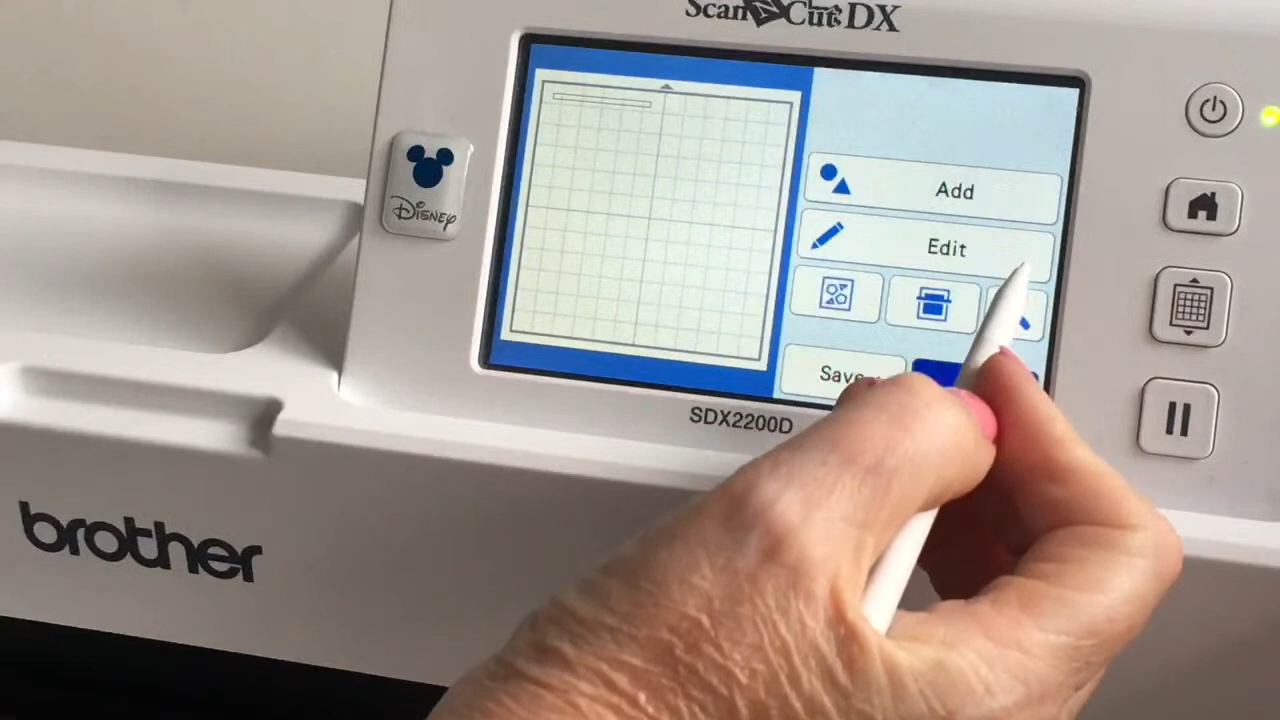 ScanNCut DX
DISNEY
Add
Edit
Save
SDX2200D
brother